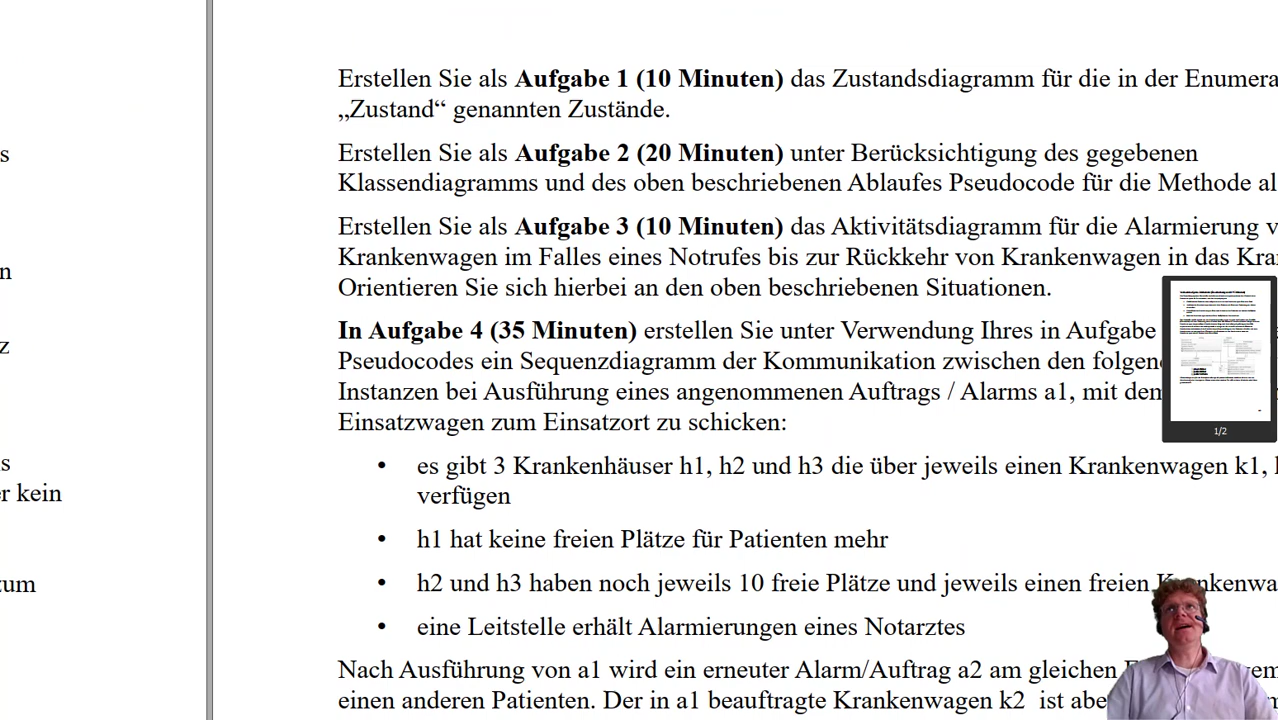 s
n
z
s
r kein
zum
Erstellen Sie als Aufgabe 1 (10 Minuten) das Zustandsdiagramm für die in der Enumera
„Zustand“ genannten Zustände.
Erstellen Sie als Aufgabe 2 (20 Minuten) unter Berücksichtigung des gegebenen
Klassendiagramms und des oben beschriebenen Ablaufes Pseudocode für die Methode al
Erstellen Sie als Aufgabe 3 (10 Minuten) das Aktivitätsdiagramm für die Alarmierung v
Krankenwagen im Falles eines Notrufes bis zur Rückkehr von Krankenwagen in das Kra
Orientieren Sie sich hierbei an den oben beschriebenen Situationen.
In Aufgabe 4 (35 Minuten) erstellen Sie unter Verwendung Ihres in Aufgabe
Pseudocodes ein Sequenzdiagramm der Kommunikation zwischen den folgend
Instanzen bei Ausführung eines angenommenen Auftrags / Alarms a1, mit dem
Einsatzwagen zum Einsatzort zu schicken:
• es gibt 3 Krankenhäuser h1, h2 und h3 die über jeweils einen Krankenwagen k1,
verfügen
• h1 hat keine freien Plätze für Patienten mehr
• h2 und h3 haben noch jeweils 10 freie Plätze und jeweils einen freien Krankenwa
• eine Leitstelle erhält Alarmierungen eines Notarztes
Nach Ausführung von a1 wird ein erneuter Alarm/Auftrag a2 am gleichen
einen anderen Patienten. Der in a1 beauftragte Krankenwagen k2 ist abe
1/2